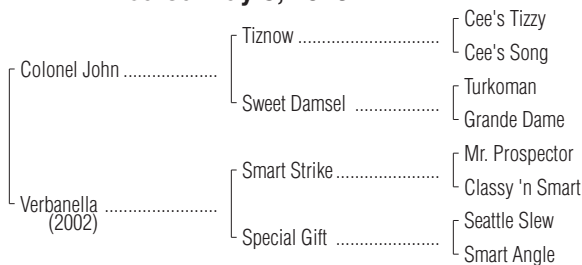 Cee's Tizzy
Tiznow
Cee's Song
Colonel John
Turkoman
Sweet Damsel
Grande Dame
Mr. Prospector
Smart Strike
Classy 'n Smart
Verbanella
(2002)
Seattle Slew
Special Gift
Smart Angle